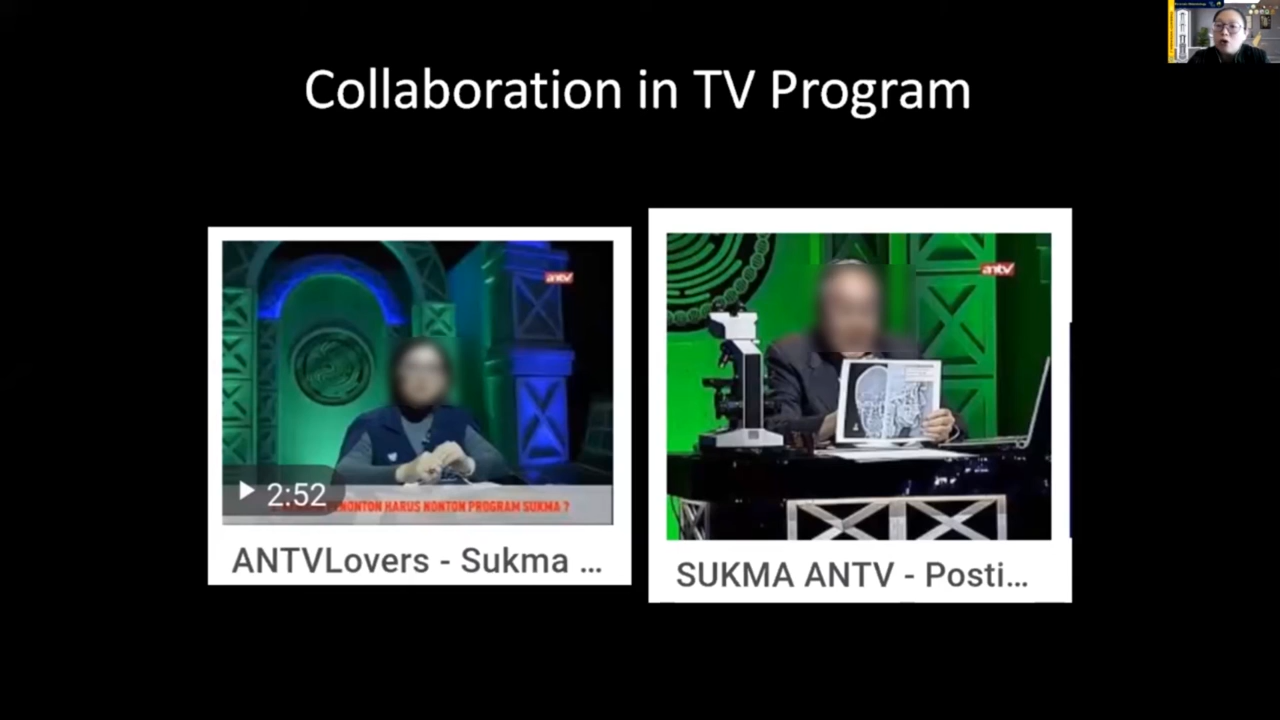 Collaboration in TV Program
antv
antv
2:52
NONTON HARUS NONTON PROGRAM SUKMA ?
ANTVLovers - Sukma ...
SUKMA ANTV - Posti...